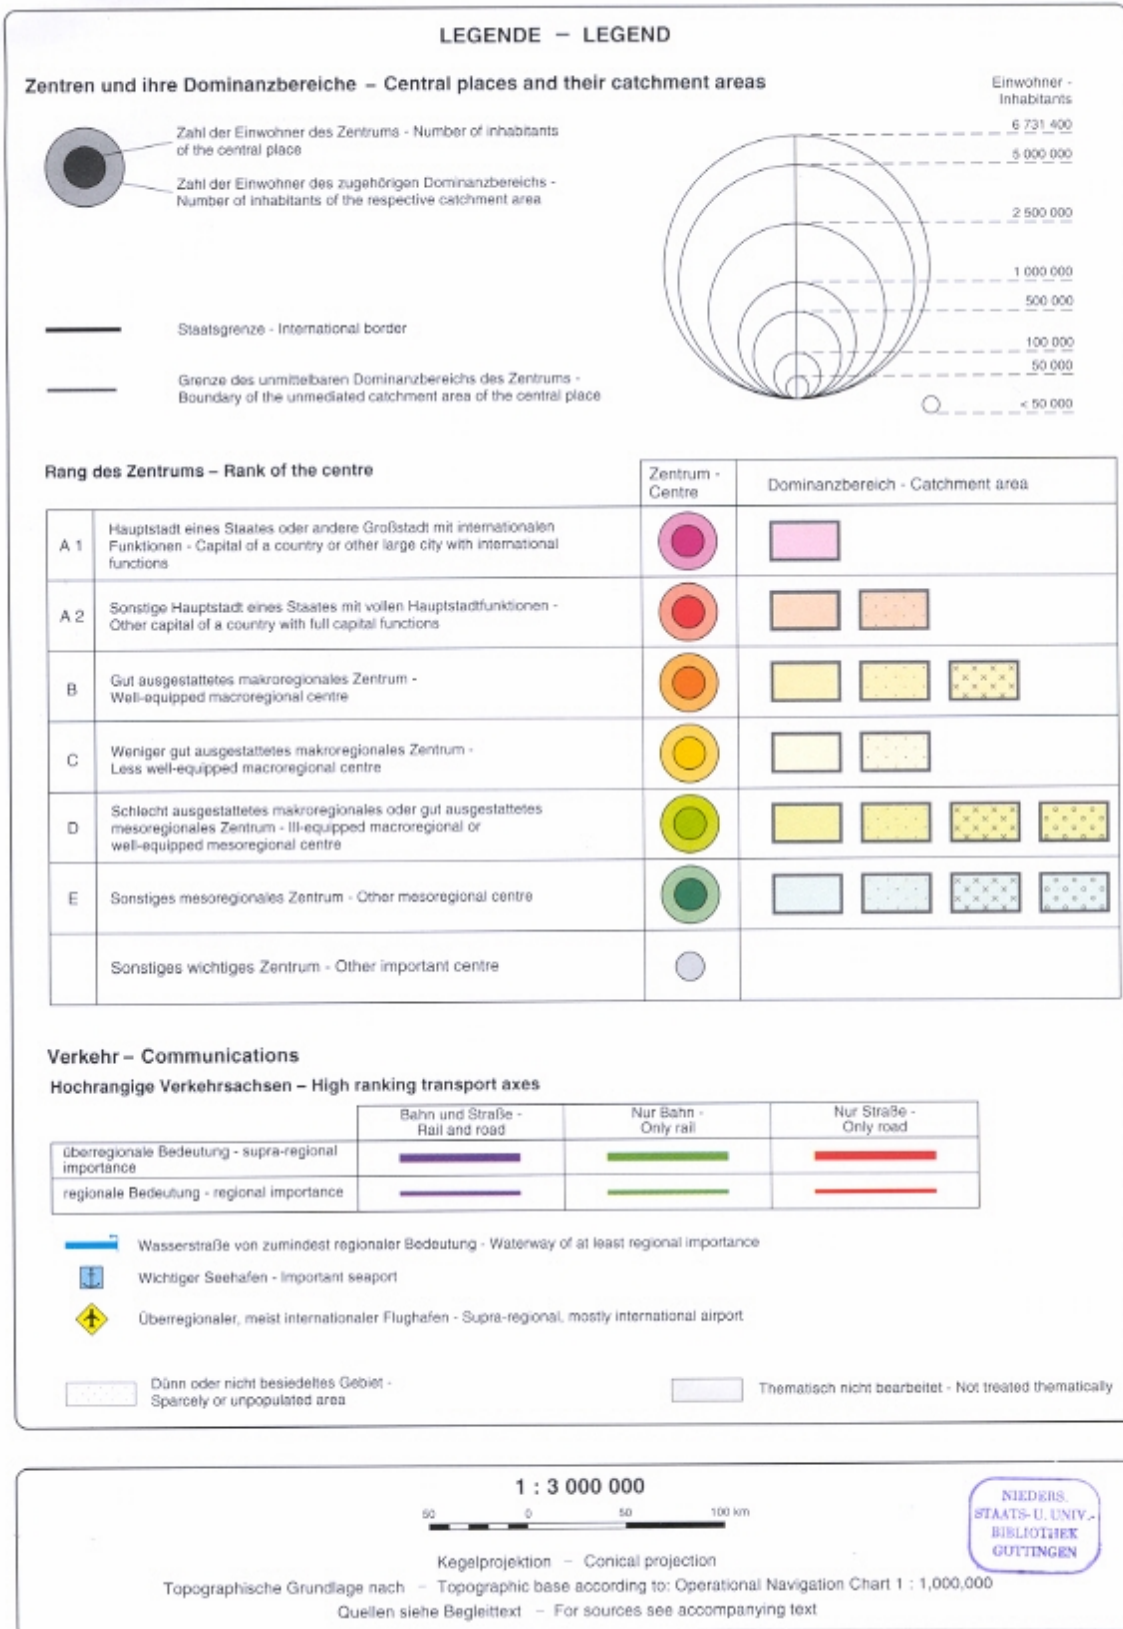 LEGENDE – LEGEND
Zentren und ihre Dominanzbereiche – Central places and their catchment areas
Zahl der Einwohner des Zentrums - Number of inhabitants
of the central place
Zahl der Einwohner des zugehörigen Dominanzbereichs -
Number of inhabitants of the respective catchment area
Einwohner -
Inhabitants
6 731 400
5 000 000
2 500 000
1 000 000
500 000
100 000
50 000
< 50 000
Staatsgrenze - International border
Grenze des unmittelbaren Dominanzbereichs des Zentrums -
Boundary of the unmediated catchment area of the central place
Rang des Zentrums – Rank of the centre
Zentrum -
Centre
Dominanzbereich - Catchment area
A 1
Hauptstadt eines Staates oder andere Großstadt mit internationalen
Funktionen - Capital of a country or other large city with international
functions
A 2
Sonstige Hauptstadt eines Staates mit vollen Hauptstadtfunktionen -
Other capital of a country with full capital functions
B
Gut ausgestattetes makroregionales Zentrum -
Well-equipped macroregional centre
C
Weniger gut ausgestattetes makroregionales Zentrum -
Less well-equipped macroregional centre
D
Schlecht ausgestattetes makroregionales oder gut ausgestattetes
mesoregionales Zentrum - Ill-equipped macroregional or
well-equipped mesoregional centre
E
Sonstiges mesoregionales Zentrum - Other mesoregional centre
Sonstiges wichtiges Zentrum - Other important centre
Verkehr – Communications
Hochrangige Verkehrsachsen – High ranking transport axes
Bahn und Straße -
Rail and road
Nur Bahn -
Only rail
Nur Straße -
Only road
überregionale Bedeutung - supra-regional
importance
regionale Bedeutung - regional importance
Wasserstraße von zumindest regionaler Bedeutung - Waterway of at least regional importance
Wichtiger Seehafen - Important seaport
Überregionaler, meist internationaler Flughafen - Supra-regional, mostly international airport
Dünn oder nicht besiedeltes Gebiet -
Sparcely or unpopulated area
Thematisch nicht bearbeitet - Not treated thematically
1 : 3 000 000
50 0 50 100 km
Kegelprojektion – Conical projection
Topographische Grundlage nach – Topographic base according to: Operational Navigation Chart 1 : 1,000,000
Quellen siehe Begleittext – For sources see accompanying text
NIEDERS.
STAATS- U. UNIV.-
BIBLIOTHEK
GÖTTINGEN